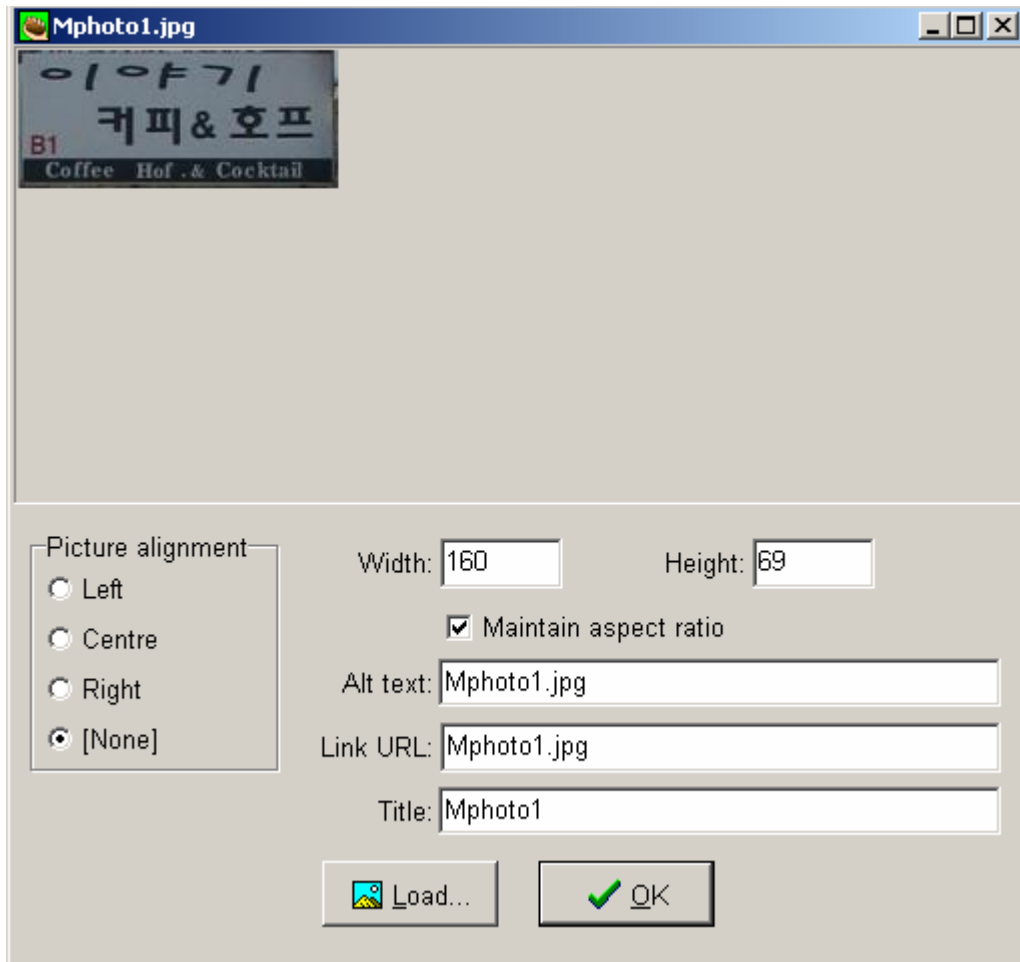 Mphoto1.jpg
이야기
커피 & 호프
B1
Coffee Hof . & Cocktail
Picture alignment
Width: 160 Height: 69
Left
Maintain aspect ratio
Centre
Alt text: Mphoto1.jpg
Right
Link URL: Mphoto1.jpg
[None]
Title: Mphoto1
Load... OK